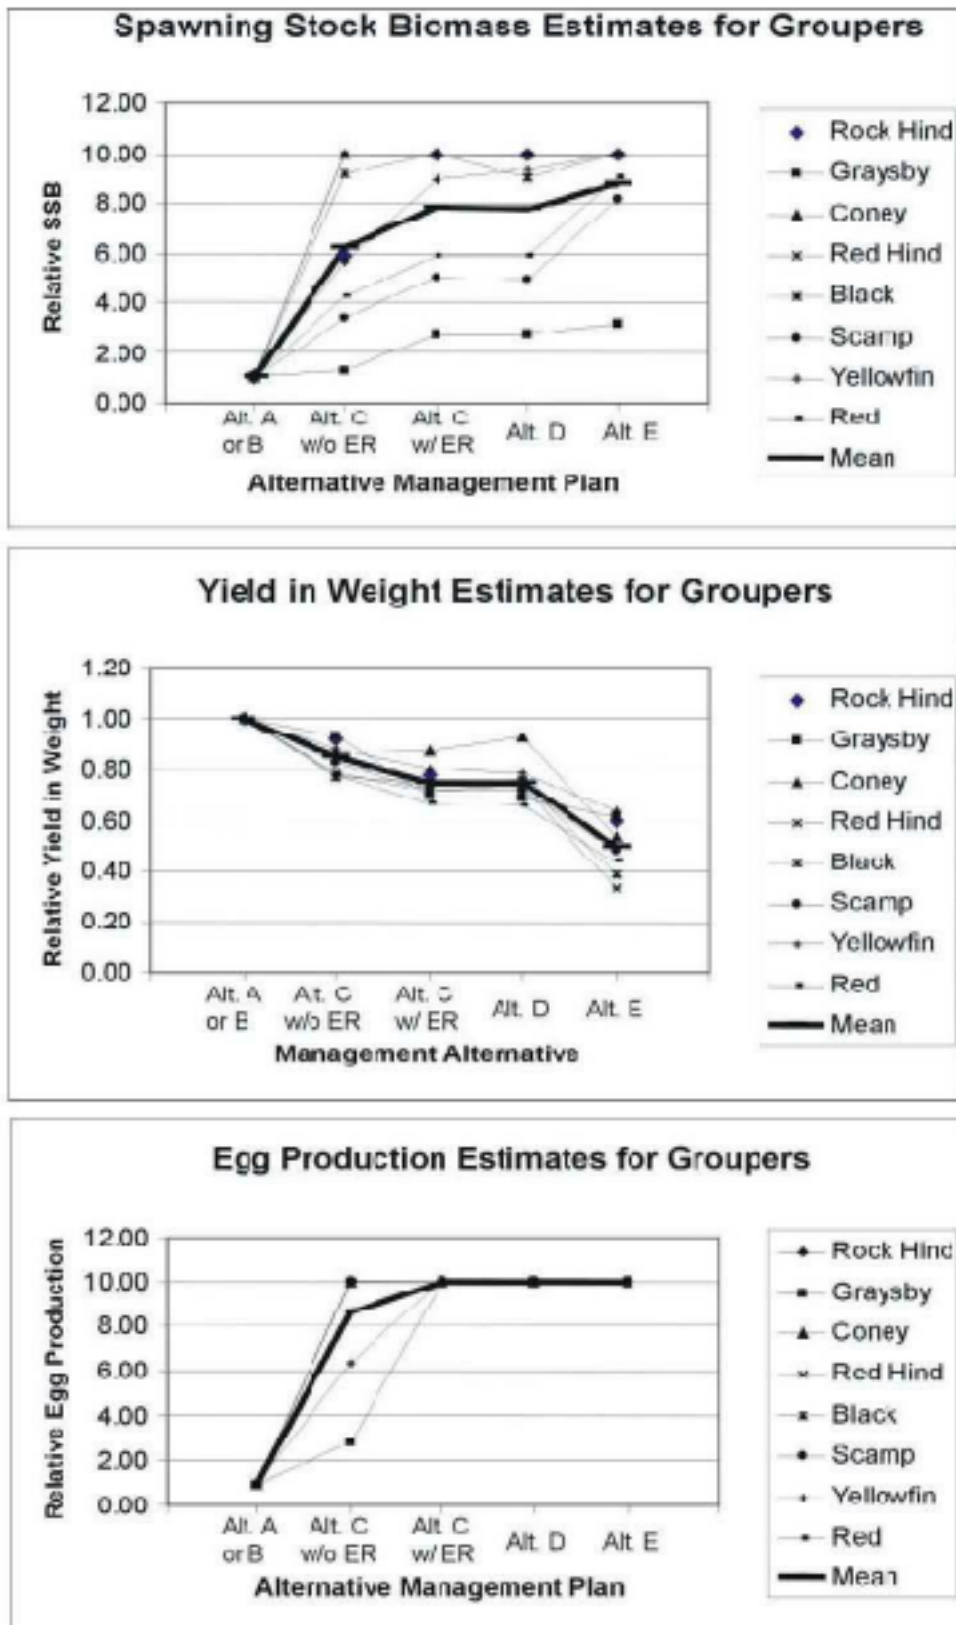 Spawning Stock Biomass Estimates for Groupers
12.00
10.00
8.00
6.00
4.00
2.00
0.00
Relative SSB
Alt. A
or B
Alt. C
w/o ER
Alt. C
w/ ER
Alt. D
Alt. E
Alternative Management Plan
Rock Hind
Graysby
Coney
Red Hind
Black
Scamp
Yellowfin
Red
Mean
Yield in Weight Estimates for Groupers
1.20
1.00
0.80
0.60
0.40
0.20
0.00
Relative Yield in Weight
Alt. A
or B
Alt. C
w/o ER
Alt. C
w/ ER
Alt. D
Alt. E
Management Alternative
Rock Hind
Graysby
Coney
Red Hind
Black
Scamp
Yellowfin
Red
Mean
Egg Production Estimates for Groupers
12.00
10.00
8.00
6.00
4.00
2.00
0.00
Relative Egg Production
Alt. A
or B
Alt. C
w/o ER
Alt. C
w/ ER
Alt. D
Alt. E
Alternative Management Plan
Rock Hind
Graysby
Coney
Red Hind
Black
Scamp
Yellowfin
Red
Mean